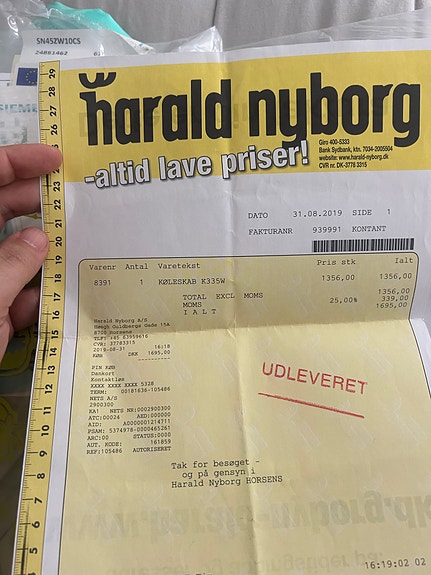 SN45ZW10CS
harald nyborg
-altid lave priser!
Giro 400-5333
Bank Sydbank, ktn. 7034-2005504
website: www.harald-nyborg.dk
CVR nr. DK-3778 3315
DATO 31.08.2019 SIDE 1
FAKTURANR 939991 KONTANT
Varenr Antal Varetekst Pris stk Ialt
8391 1 KØLESKAB K335W 1356,00 1356,00
TOTAL EXCL MOMS 1356,00
MOMS 25,00% 339,00
I A L T 1695,00
Harald Nyborg A/S
Høegh Guldbergs Gade 15A
8700 Horsens
TLF: +45 63959616
CVR: 37783315
2019-08-31 16:18
KØB DKK 1695,00
PIN KØB
Dankort
Kontaktløs
XXXX XXXX XXXX 5328
TERM: 00181636-105486
NETS A/S
2900300
KA1 NETS NR:0002900300
ATC:00024 AED:000000
AID: A0000001214711
PSAM: 5374978-0000465261
ARC:00 STATUS:0000
AUT. KODE: 161859
REF:105486 AUTORISERET
UDLEVERET
Tak for besøget -
og på gensyn i
Harald Nyborg HORSENS
16:19:02 02